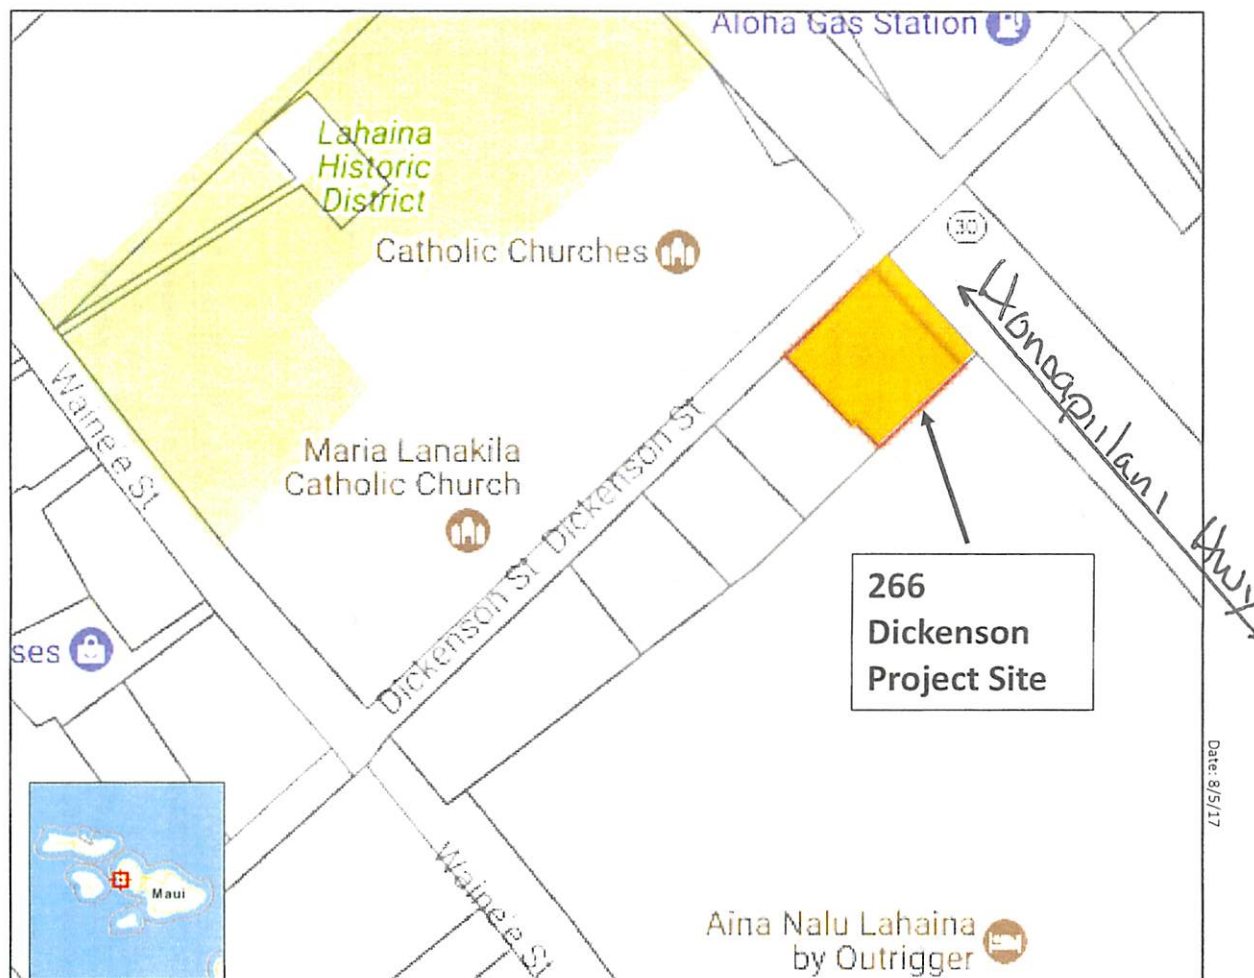 Aloha Gas Station
Lahaina
Historic
District
Catholic Churches
30
Honoapiilani Hwy
Waine'e St
Maria Lanakila
Catholic Church
Dickenson St
Dickenson St
266
Dickenson
Project Site
ses
Date: 8/5/17
Maui
Waine'e St
Aina Nalu Lahaina
by Outrigger